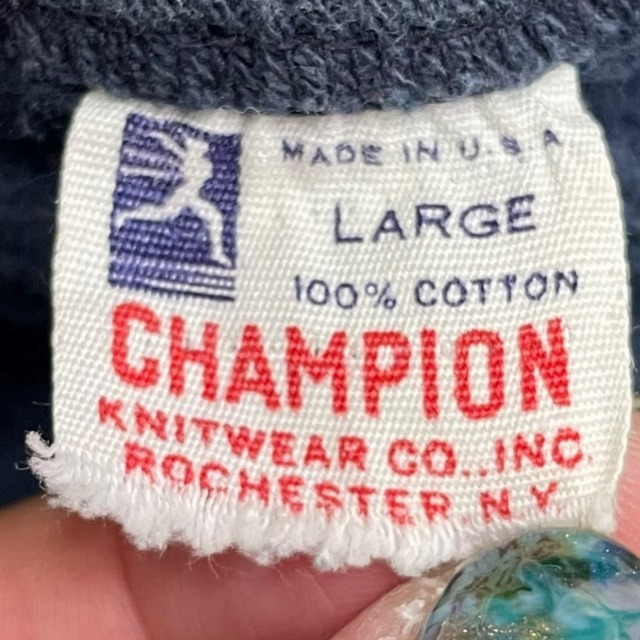 MADE IN U.S.A
LARGE
100% COTTON
CHAMPION
KNITWEAR CO., INC.
ROCHESTER, N.Y.